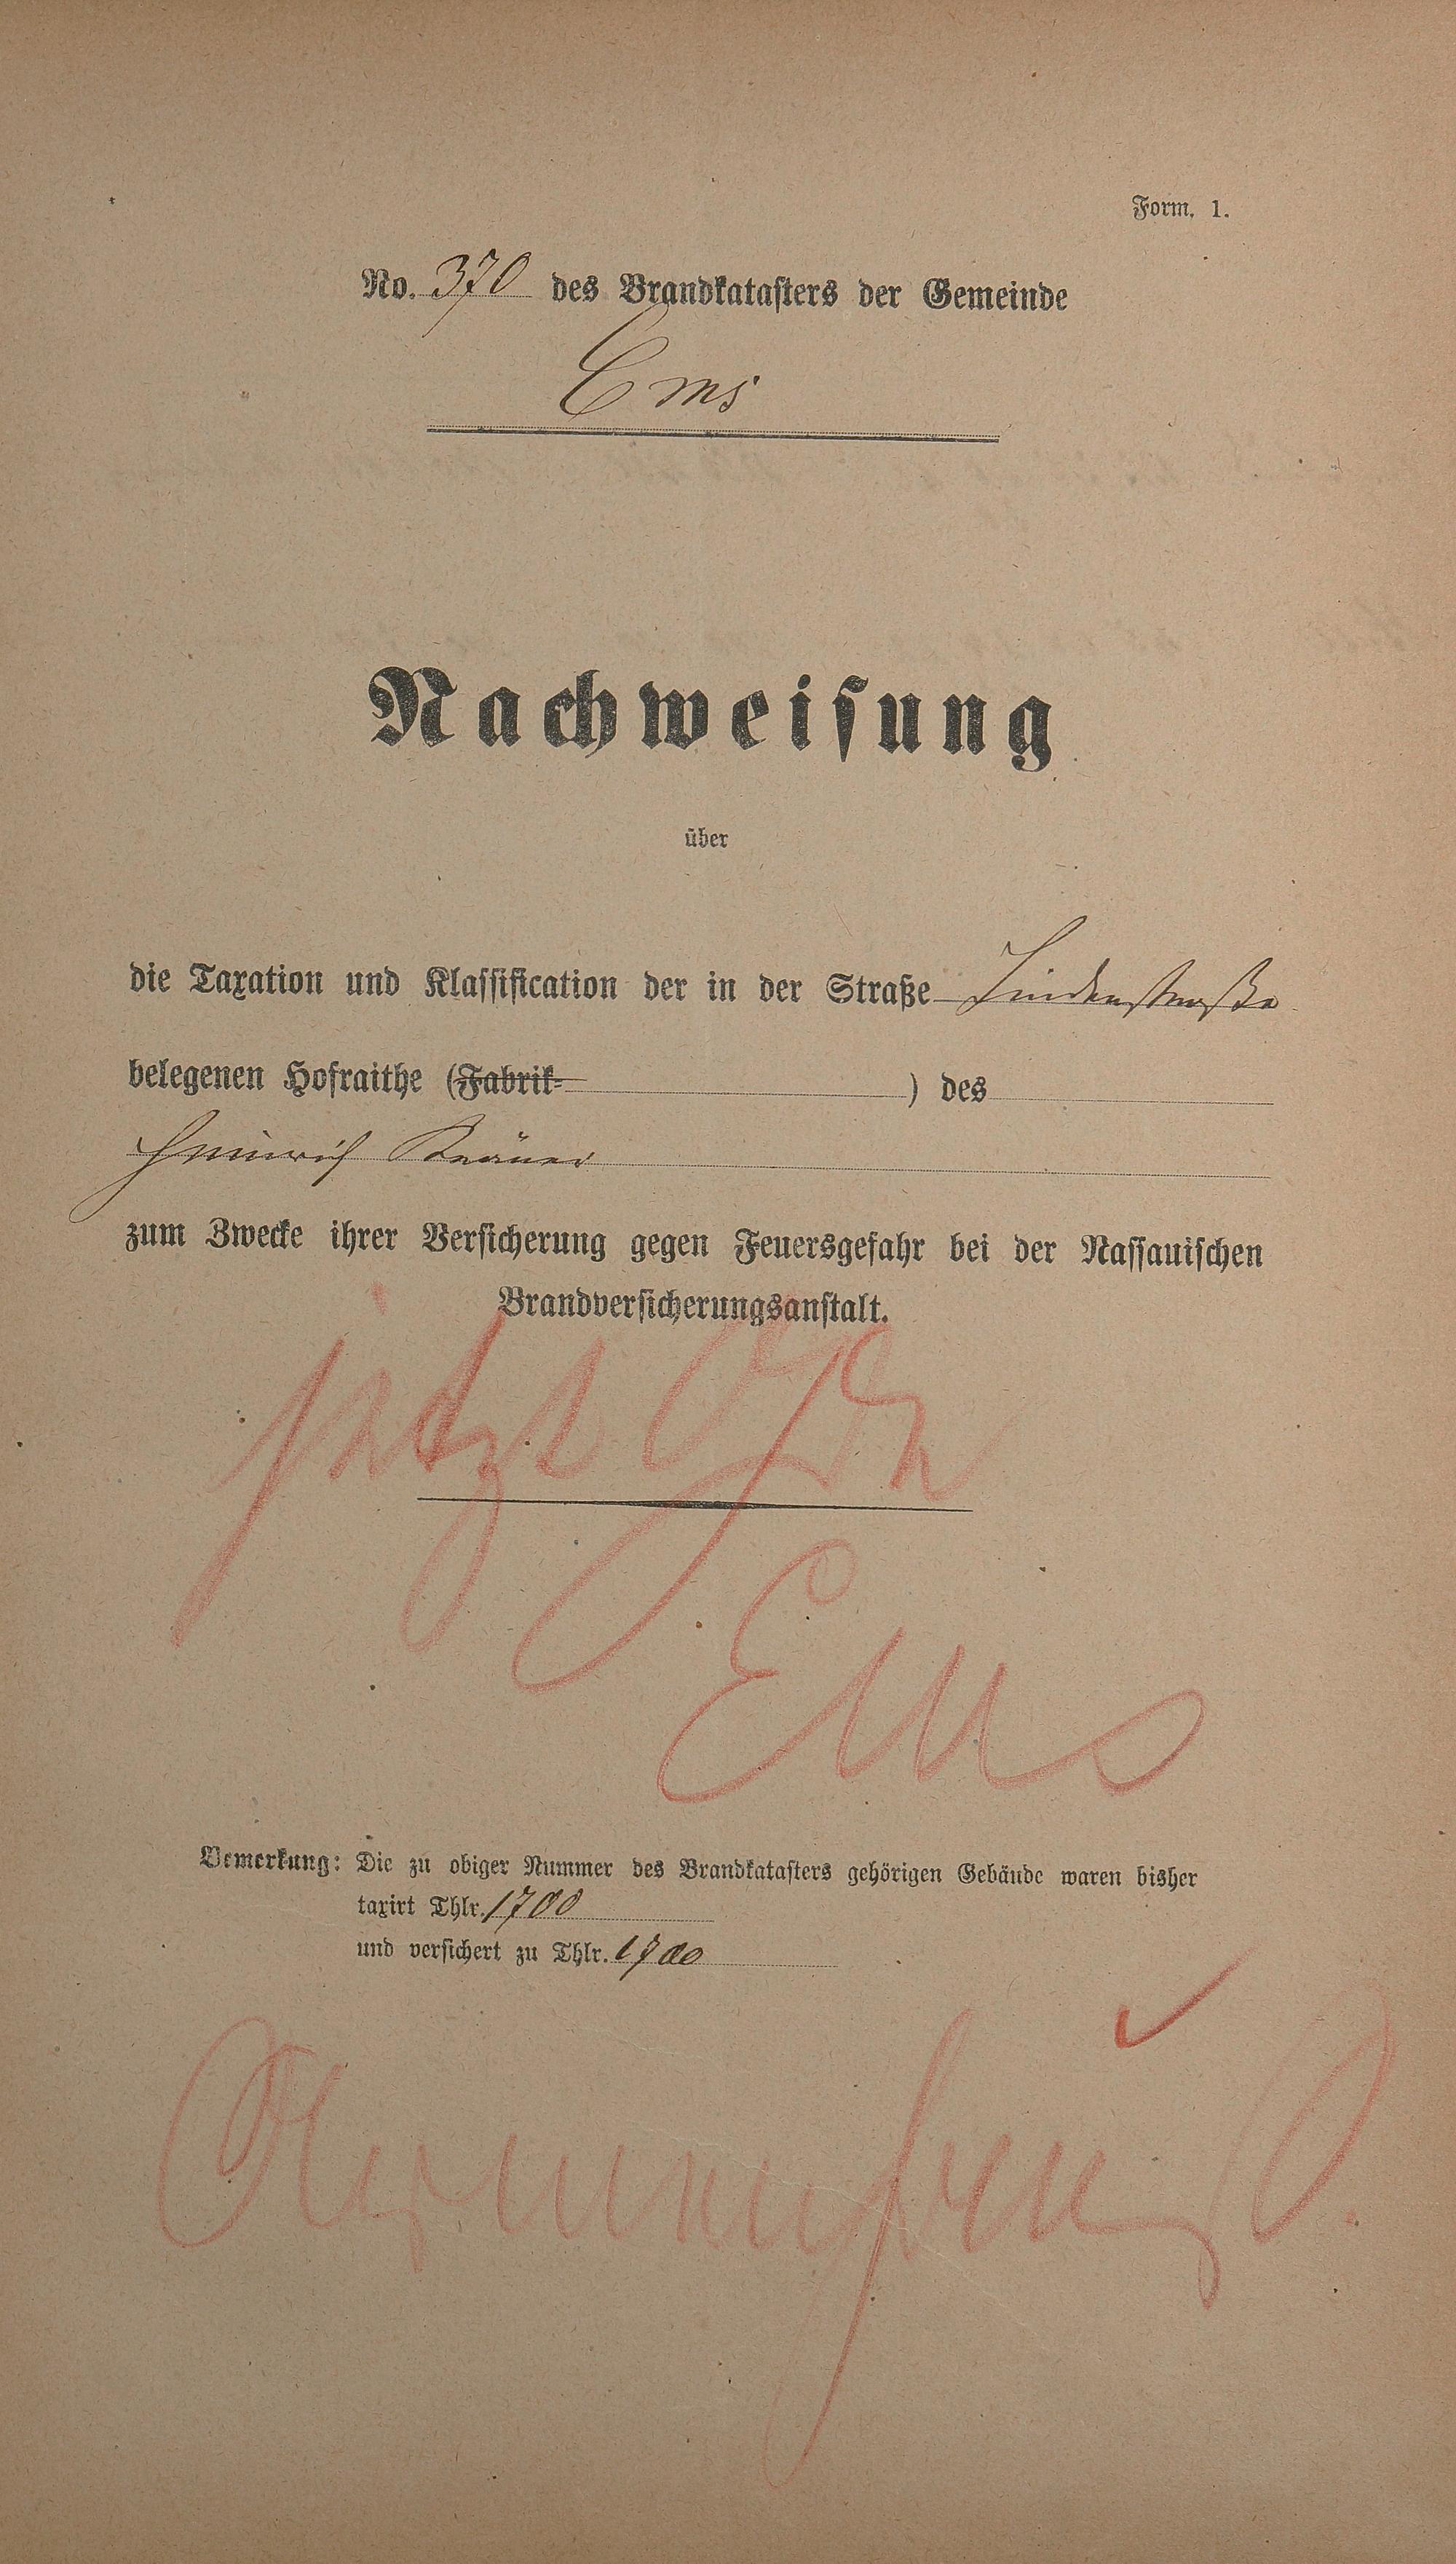 Form. 1.
No. 370 des Brandkatasters der Gemeinde
Ems
Nachweisung
über
die Taxation und Klassification der in der Straße Lindenstraße
belegenen Hofraithe (Fabrik- ) des
Heinrich
zum Zwecke ihrer Versicherung gegen Feuersgefahr bei der Nassauischen
Brandversicherungsanstalt.
jetzt
Ems
Bemerkung: Die zu obiger Nummer des Brandkatasters gehörigen Gebäude waren bisher
taxirt Thlr. 1700
und versichert zu Thlr. 1700